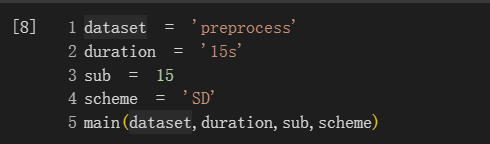 [8] 1 dataset = 'preprocess'
2 duration = '15s'
3 sub = 15
4 scheme = 'SD'
5 main(dataset,duration,sub,scheme)